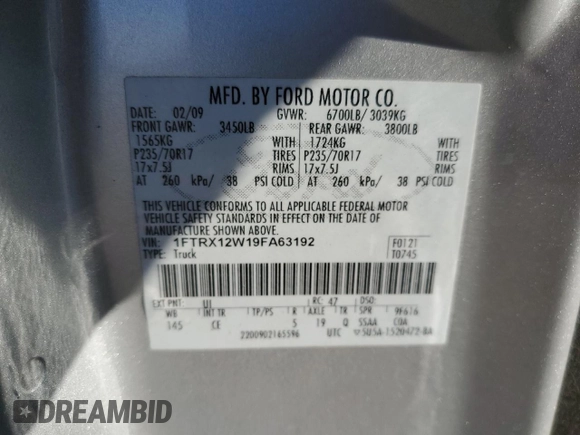 MFD. BY FORD MOTOR CO.
DATE: 02/09 GVWR: 6700LB/ 3039KG
FRONT GAWR: 3450LB REAR GAWR: 3800LB
1565KG WITH 1724KG WITH
P235/70R17 TIRES P235/70R17 TIRES
17x7.5J RIMS 17x7.5J RIMS
AT 260 kPa/ 38 PSI COLD AT 260 kPa/ 38 PSI COLD
THIS VEHICLE CONFORMS TO ALL APPLICABLE FEDERAL MOTOR
VEHICLE SAFETY STANDARDS IN EFFECT ON THE DATE OF
MANUFACTURE SHOWN ABOVE.
VIN: 1FTRX12W19FA63192 F0121
TYPE: Truck T0745
EXT PNT: UI RC: 47 DSO:
WB INT TR TP/PS R AXLE TR SPR 9F616
145 CE 5 19 Q SSAA COA
2200902165596 UTC
DREAMBID